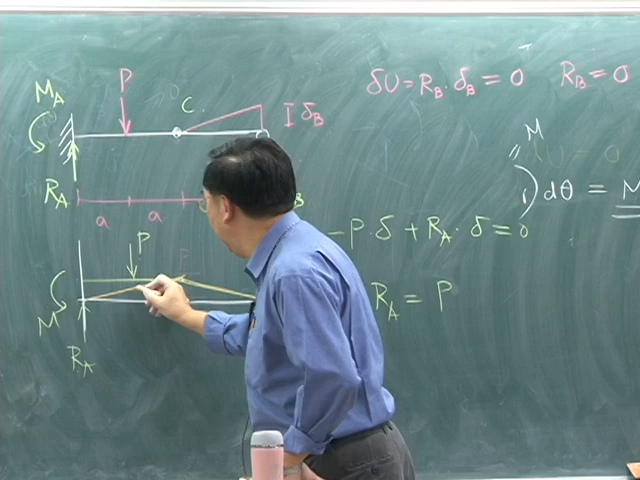 P
M_A
C
I δ_B
δU = R_B · δ_B = 0
R_B = 0
M
R_A
a
a
B
) dθ = M
P
-P · δ + R_A · δ = 0
M
R_A = P
R_A